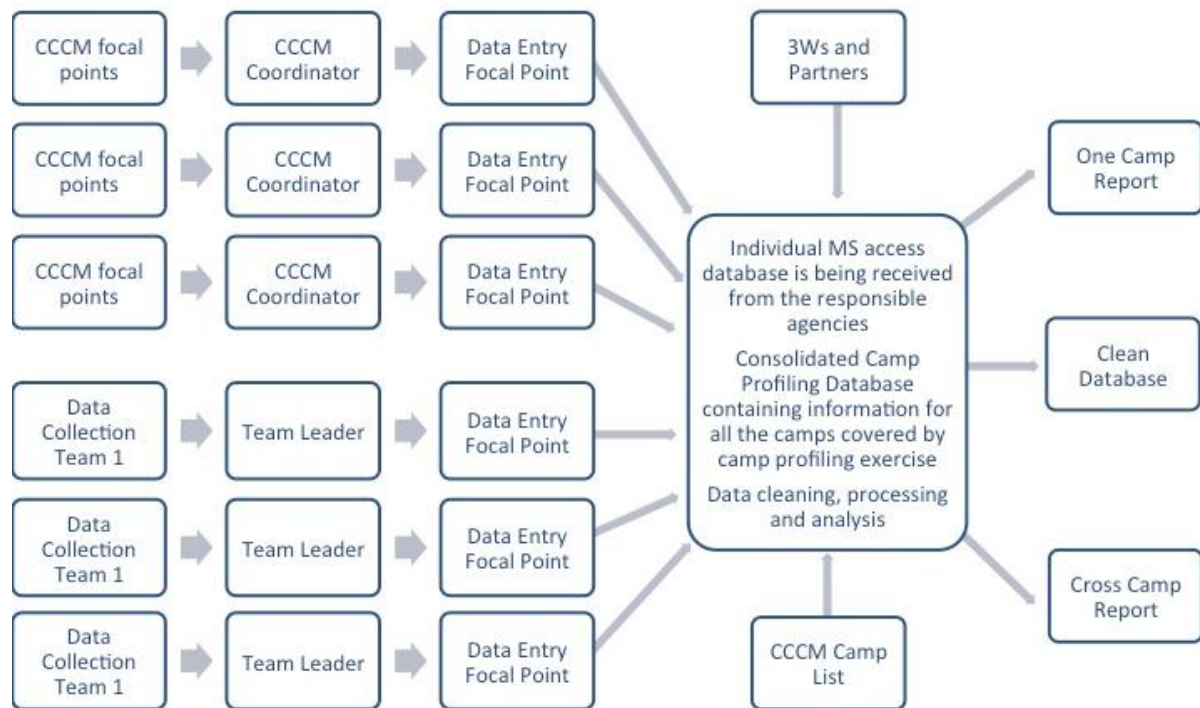 CCCM focal
points
CCCM
Coordinator
Data Entry
Focal Point
CCCM focal
points
CCCM
Coordinator
Data Entry
Focal Point
CCCM focal
points
CCCM
Coordinator
Data Entry
Focal Point
Data
Collection
Team 1
Team Leader
Data Entry
Focal Point
Data
Collection
Team 1
Team Leader
Data Entry
Focal Point
Data
Collection
Team 1
Team Leader
Data Entry
Focal Point
3Ws and
Partners
Individual MS access
database is being received
from the responsible
agencies
Consolidated Camp
Profiling Database
containing information for
all the camps covered by
camp profiling exercise
Data cleaning, processing
and analysis
CCCM Camp
List
One Camp
Report
Clean
Database
Cross Camp
Report